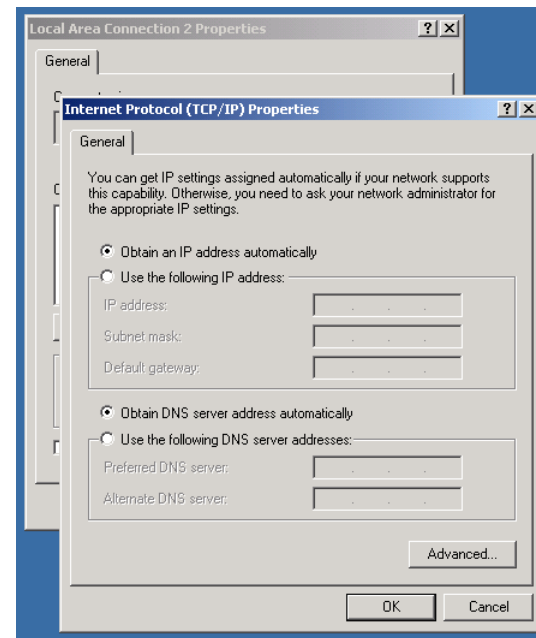 Local Area Connection 2 Properties
General
Internet Protocol (TCP/IP) Properties
General
You can get IP settings assigned automatically if your network supports
this capability. Otherwise, you need to ask your network administrator for
the appropriate IP settings.
Obtain an IP address automatically
Use the following IP address:
IP address:
Subnet mask:
Default gateway:
Obtain DNS server address automatically
Use the following DNS server addresses:
Preferred DNS server:
Alternate DNS server:
Advanced...
OK Cancel